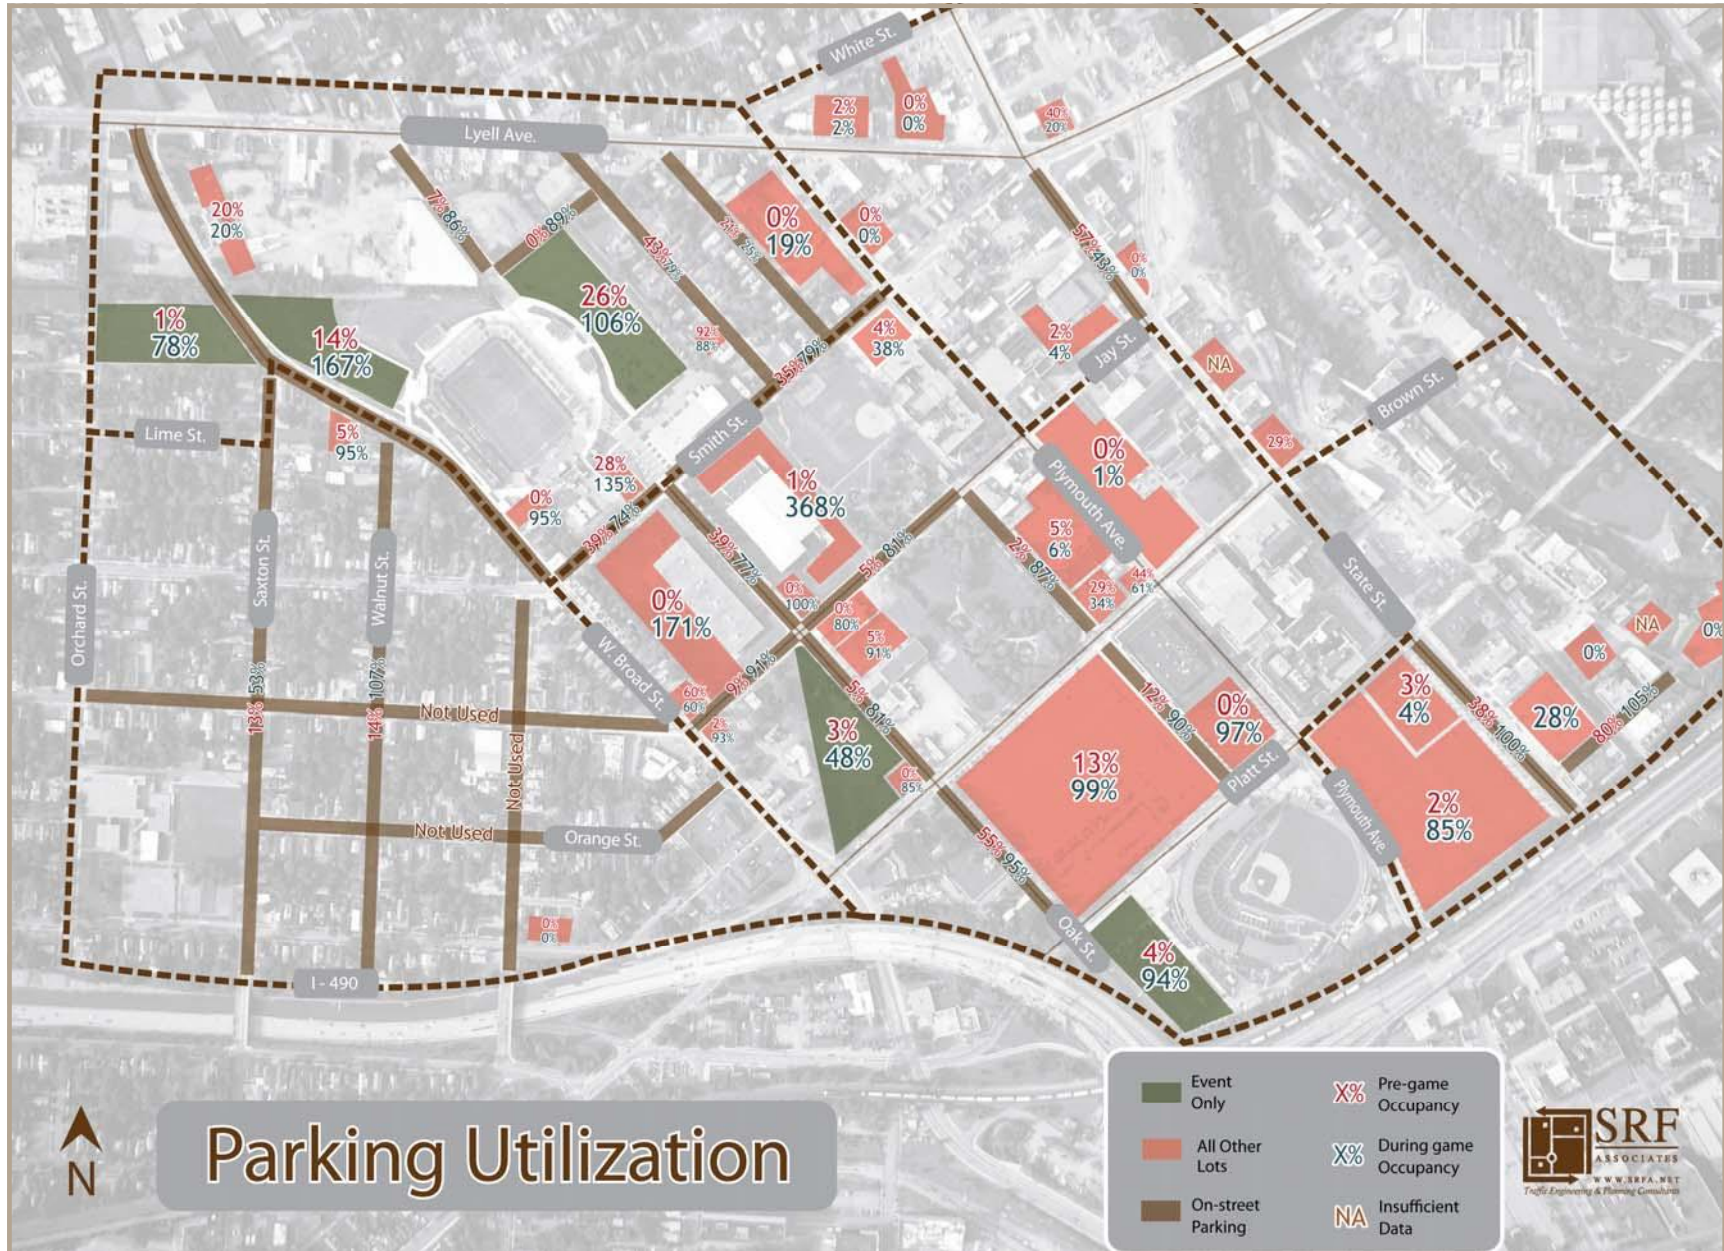 White St.
Lyell Ave.
2%
2%
0%
0%
40%
20%
20%
20%
7% 86%
0% 89%
43% 79%
21% 25%
0%
19%
0%
0%
57% 43%
0%
0%
1%
78%
14%
167%
26%
106%
92%
88%
35% 79%
4%
38%
2%
4%
Jay St.
NA
Brown St.
Lime St.
5%
95%
Smith St.
28%
135%
0%
95%
39% 74%
1%
368%
0%
1%
29%
Plymouth Ave.
5%
6%
Saxton St.
Walnut St.
Orchard St.
39% 77%
5% 81%
2% 87%
29%
34%
44%
61%
State St.
0%
171%
0%
100%
0%
80%
5%
91%
W. Broad St.
60%
60%
2%
93%
9% 91%
5% 81%
13% 53%
14% 107%
Not Used
Not Used
Not Used
Orange St.
3%
48%
0%
85%
13%
99%
12% 90%
0%
97%
Platt St.
3%
4%
38% 100%
28%
80% 105%
0%
NA
0%
2%
85%
Plymouth Ave.
55% 95%
Oak St.
4%
94%
0%
0%
I - 490
N
Parking Utilization
Event
Only
All Other
Lots
On-street
Parking
X% Pre-game
Occupancy
X% During game
Occupancy
NA Insufficient
Data
SRF
ASSOCIATES
WWW.SRFA.NET
Traffic Engineering & Planning Consultants